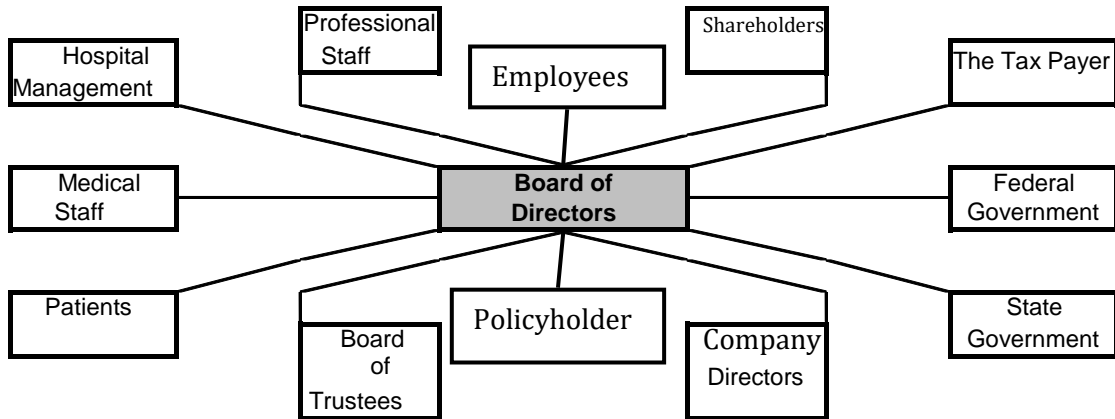 Professional
Staff
Shareholders
Hospital
Management
Employees
The Tax Payer
Medical
Staff
Board of
Directors
Federal
Government
Patients
Policyholder
State
Government
Board
of
Trustees
Company
Directors